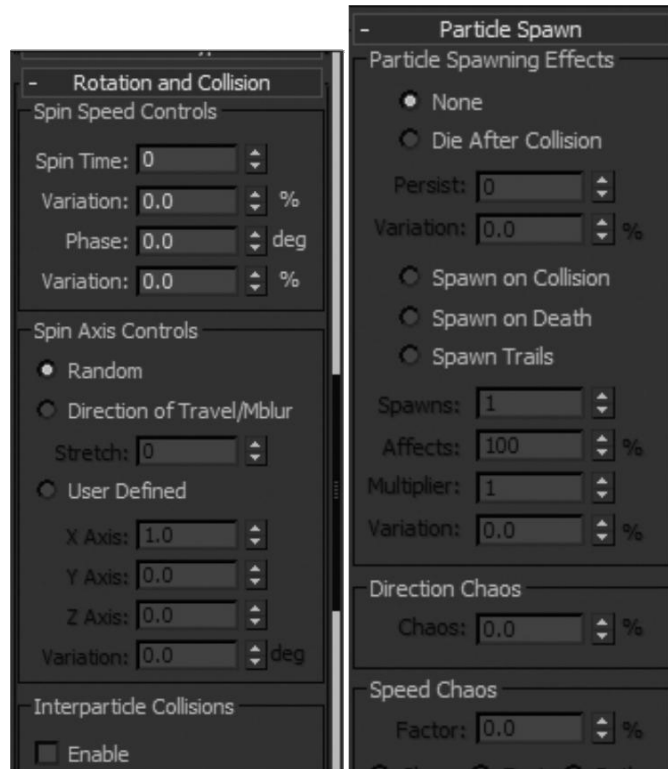 - Rotation and Collision
Spin Speed Controls
Spin Time: 0
Variation: 0.0 %
Phase: 0.0 deg
Variation: 0.0 %
Spin Axis Controls
Random
Direction of Travel/Mblur
Stretch: 0
User Defined
X Axis: 1.0
Y Axis: 0.0
Z Axis: 0.0
Variation: 0.0 deg
Interparticle Collisions
Enable
- Particle Spawn
Particle Spawning Effects
None
Die After Collision
Persist: 0
Variation: 0.0 %
Spawn on Collision
Spawn on Death
Spawn Trails
Spawns: 1
Affects: 100 %
Multiplier: 1
Variation: 0.0 %
Direction Chaos
Chaos: 0.0 %
Speed Chaos
Factor: 0.0 %